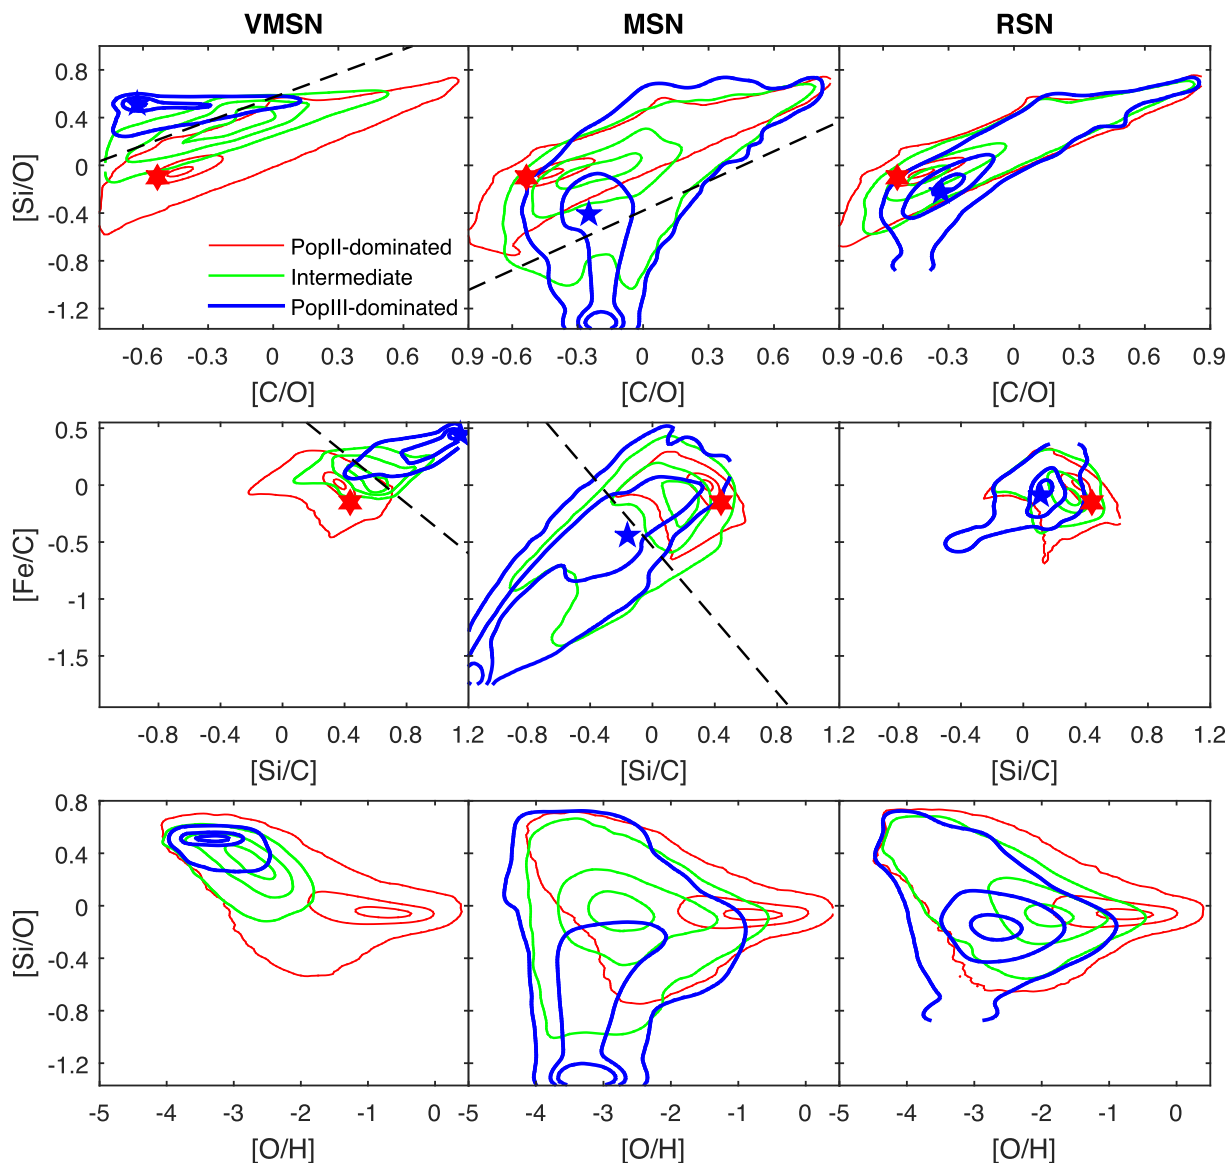 VMSN MSN RSN
0.8
0.4
0
-0.4
-0.8
-1.2
[Si/O]
PopII-dominated
Intermediate
PopIII-dominated
-0.6 -0.3 0 0.3 0.6 0.9 -0.6 -0.3 0 0.3 0.6 0.9 -0.6 -0.3 0 0.3 0.6 0.9
[C/O] [C/O] [C/O]
0.5
0
-0.5
-1
-1.5
[Fe/C]
-0.8 -0.4 0 0.4 0.8 1.2 -0.8 -0.4 0 0.4 0.8 1.2 -0.8 -0.4 0 0.4 0.8 1.2
[Si/C] [Si/C] [Si/C]
0.8
0.4
0
-0.4
-0.8
-1.2
[Si/O]
-5 -4 -3 -2 -1 0 -5 -4 -3 -2 -1 0 -5 -4 -3 -2 -1 0
[O/H] [O/H] [O/H]